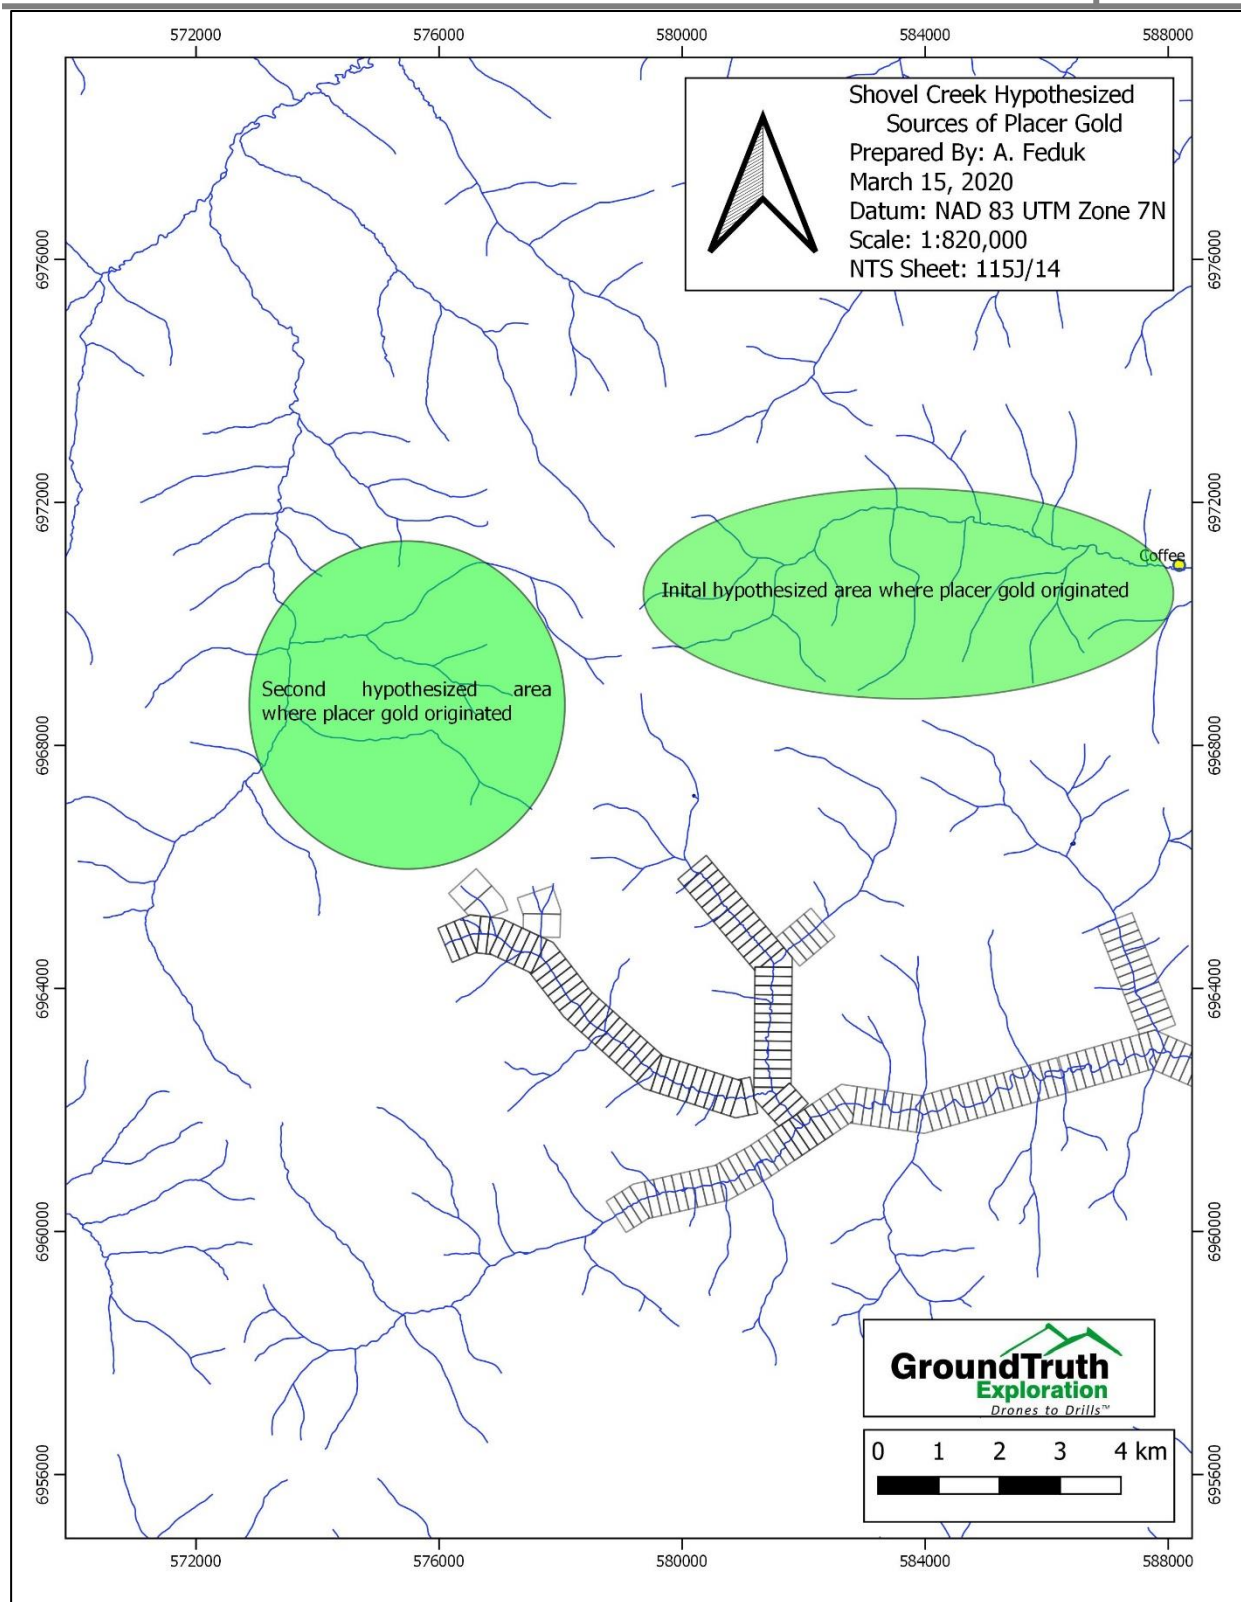 572000 576000 580000 584000 588000
Shovel Creek Hypothesized
Sources of Placer Gold
Prepared By: A. Feduk
March 15, 2020
Datum: NAD 83 UTM Zone 7N
Scale: 1:820,000
NTS Sheet: 115J/14
6976000 6976000
6972000 6972000
Coffee
Inital hypothesized area where placer gold originated
Second hypothesized area
where placer gold originated
6968000 6968000
6964000 6964000
6960000 6960000
GroundTruth
Exploration
Drones to Drills™
0 1 2 3 4 km
6956000 6956000
572000 576000 580000 584000 588000